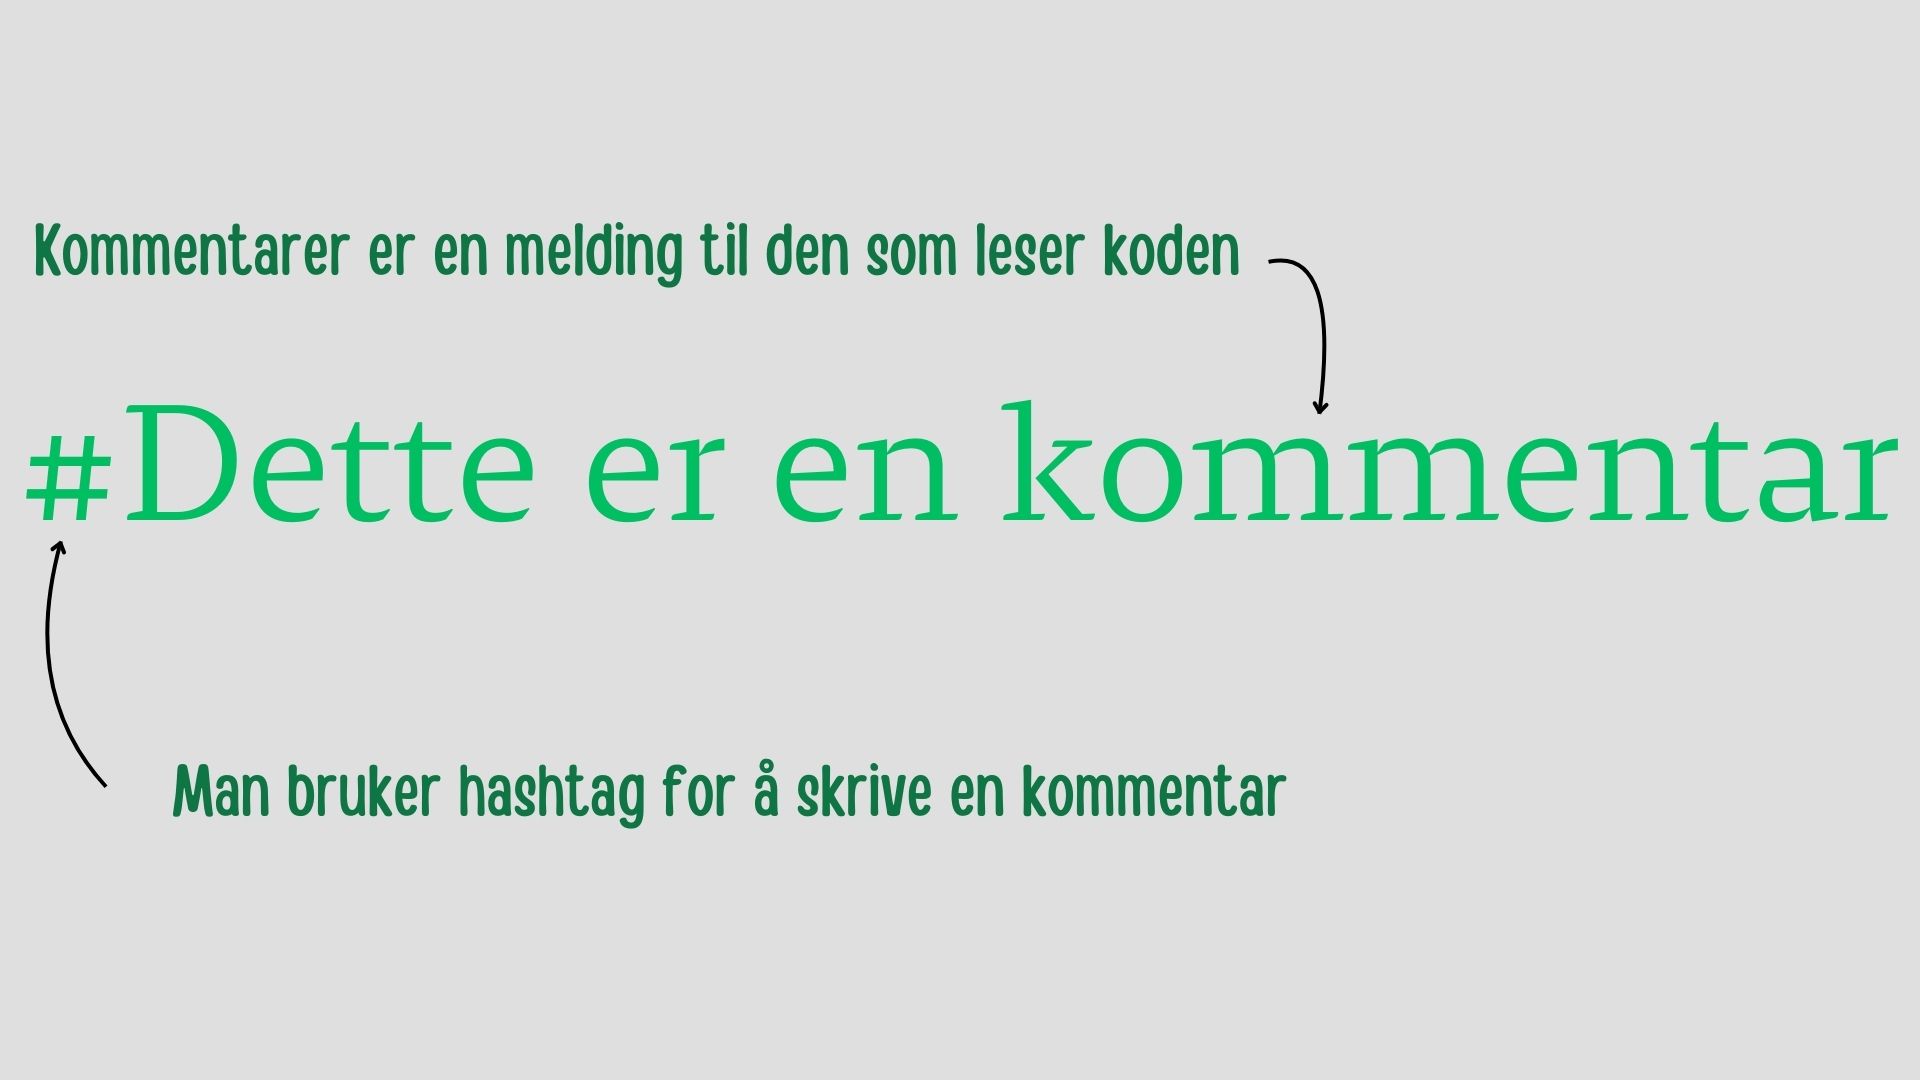 Kommentarer er en melding til den som leser koden
#Dette er en kommentar
Man bruker hashtag for å skrive en kommentar